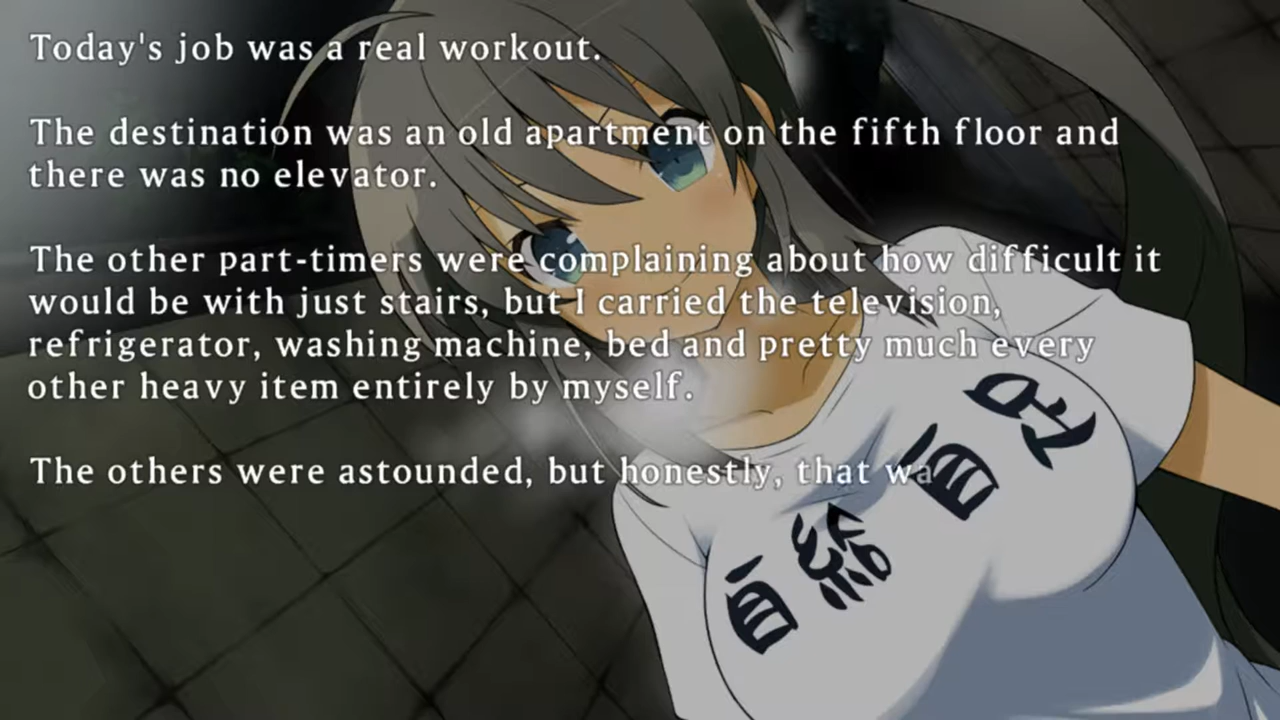 Today's job was a real workout.
The destination was an old apartment on the fifth floor and
there was no elevator.
The other part-timers were complaining about how difficult it
would be with just stairs, but I carried the television,
refrigerator, washing machine, bed and pretty much every
other heavy item entirely by myself.
The others were astounded, but honestly, that wa
自給自足